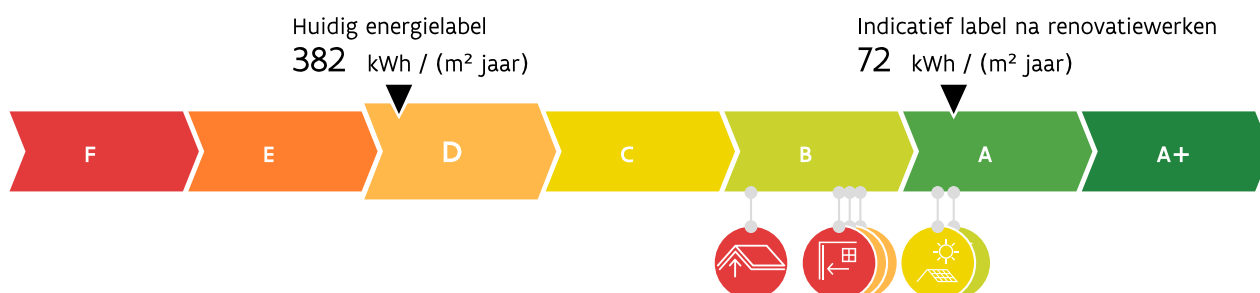 Huidig energielabel
382 kWh / (m² jaar)
Indicatief label na renovatiewerken
72 kWh / (m² jaar)
F E D C B A A+